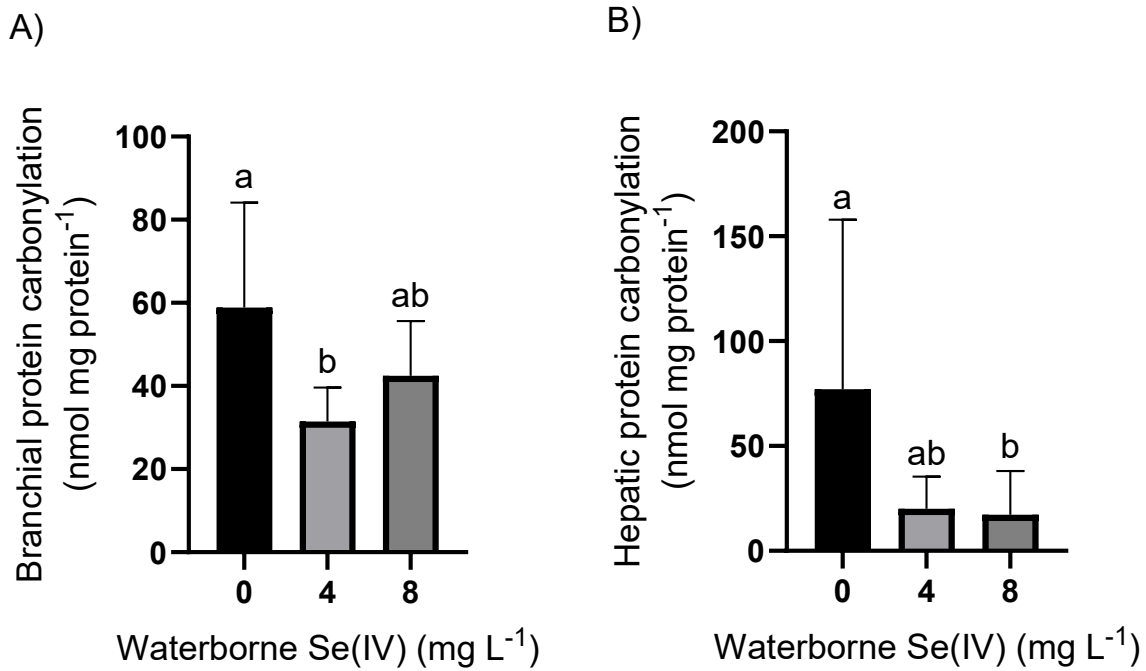 A)
Branchial protein carbonylation
(nmol mg protein⁻¹)
100
80
60
40
20
0
a
b
ab
0 4 8
Waterborne Se(IV) (mg L⁻¹)
B)
Hepatic protein carbonylation
(nmol mg protein⁻¹)
200
150
100
50
0
a
ab
b
0 4 8
Waterborne Se(IV) (mg L⁻¹)